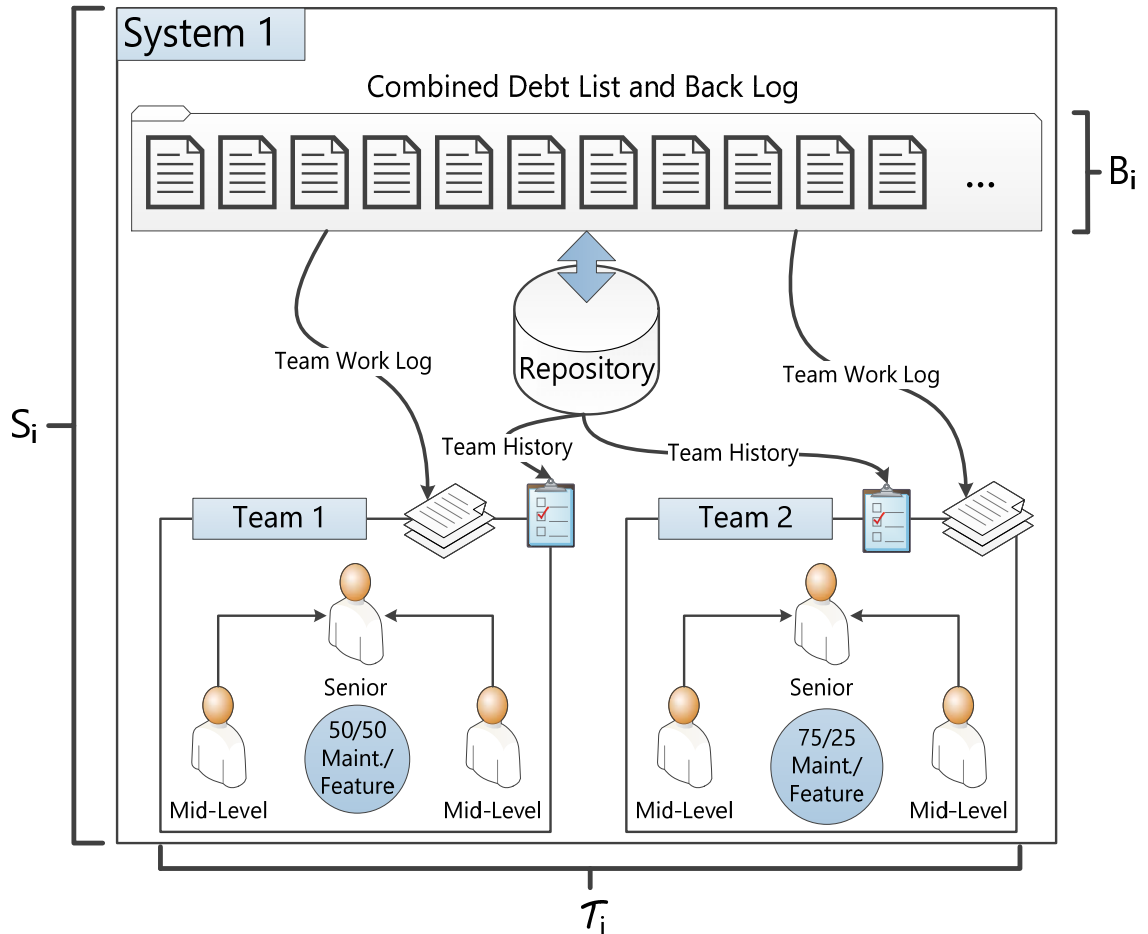 System 1
Combined Debt List and Back Log
...
Bi
Team Work Log
Repository
Team Work Log
Si
Team History
Team History
Team 1
Team 2
Senior
Senior
50/50
Maint./
Feature
75/25
Maint./
Feature
Mid-Level
Mid-Level
Mid-Level
Mid-Level
𝒯i